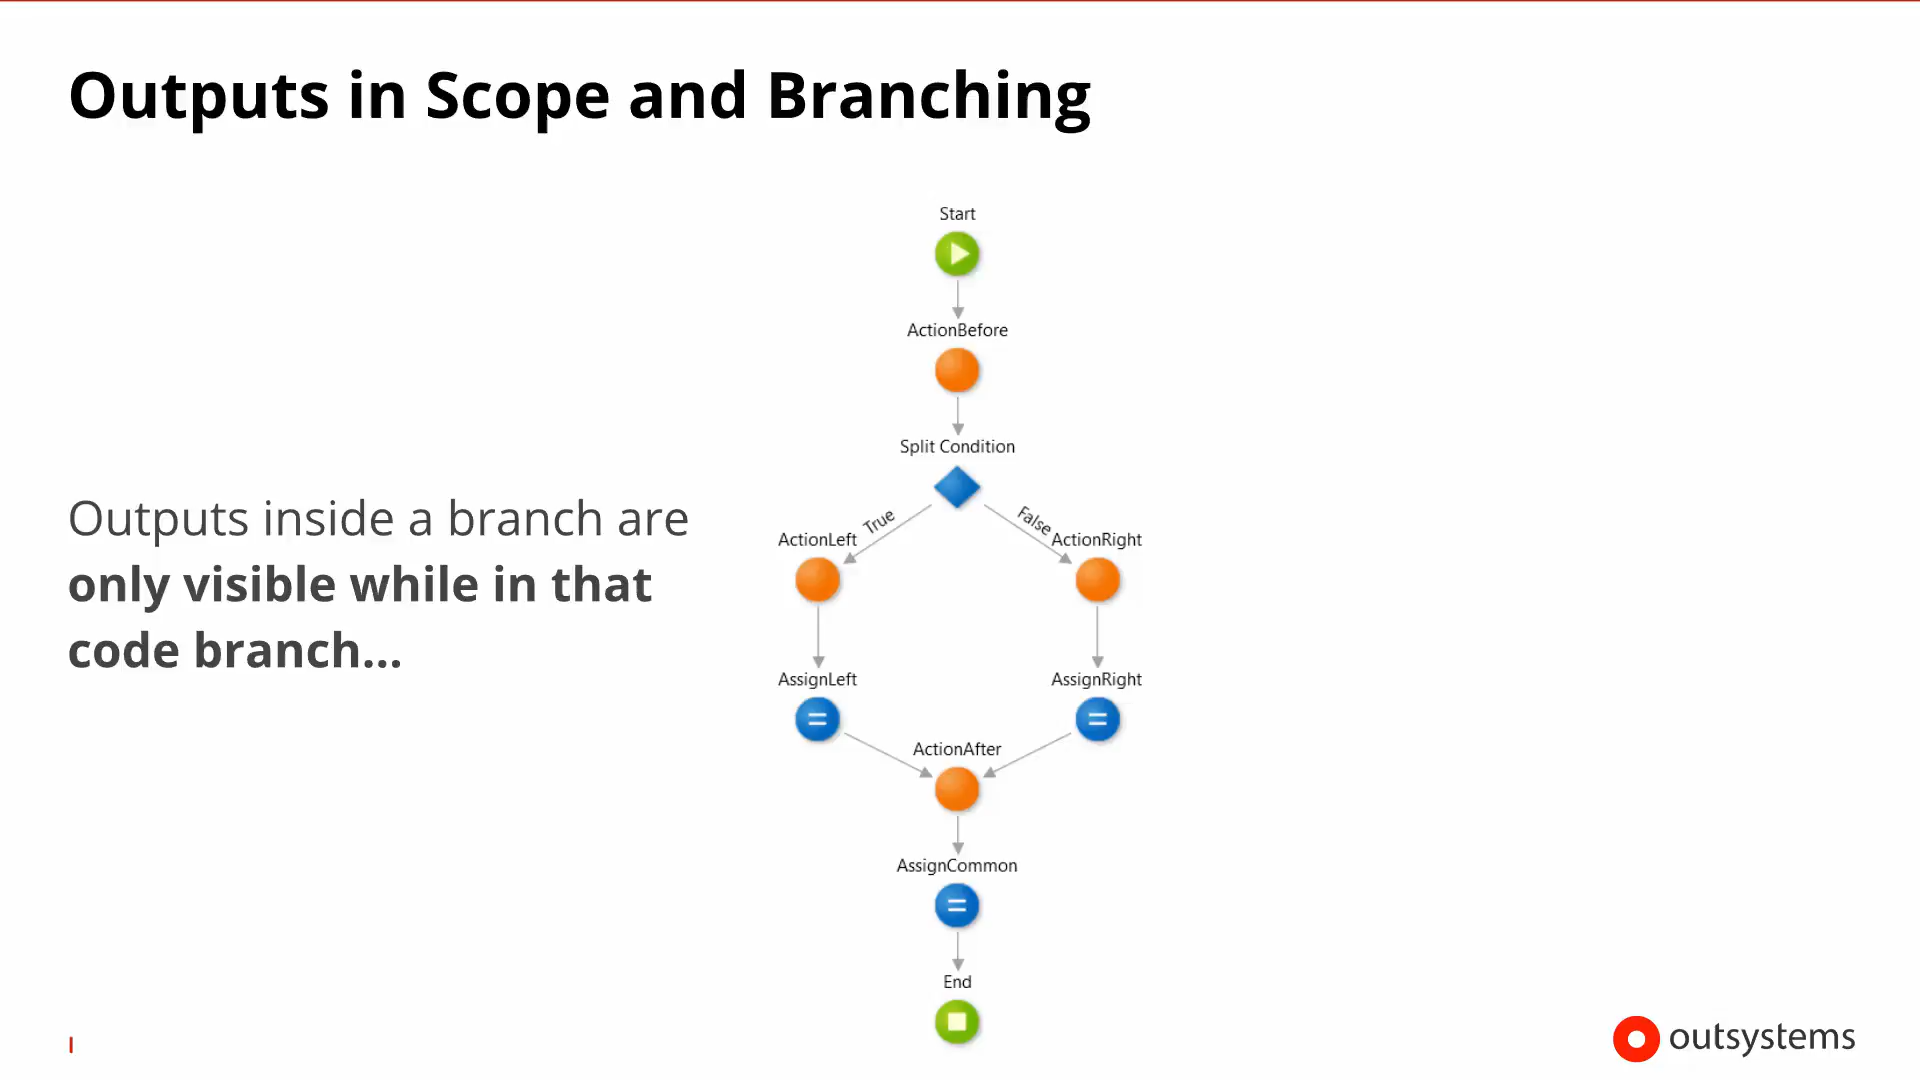 Outputs in Scope and Branching
Start
ActionBefore
Split Condition
True
False
ActionLeft
ActionRight
Outputs inside a branch are
only visible while in that
code branch...
AssignLeft
AssignRight
ActionAfter
AssignCommon
End
I
outsystems